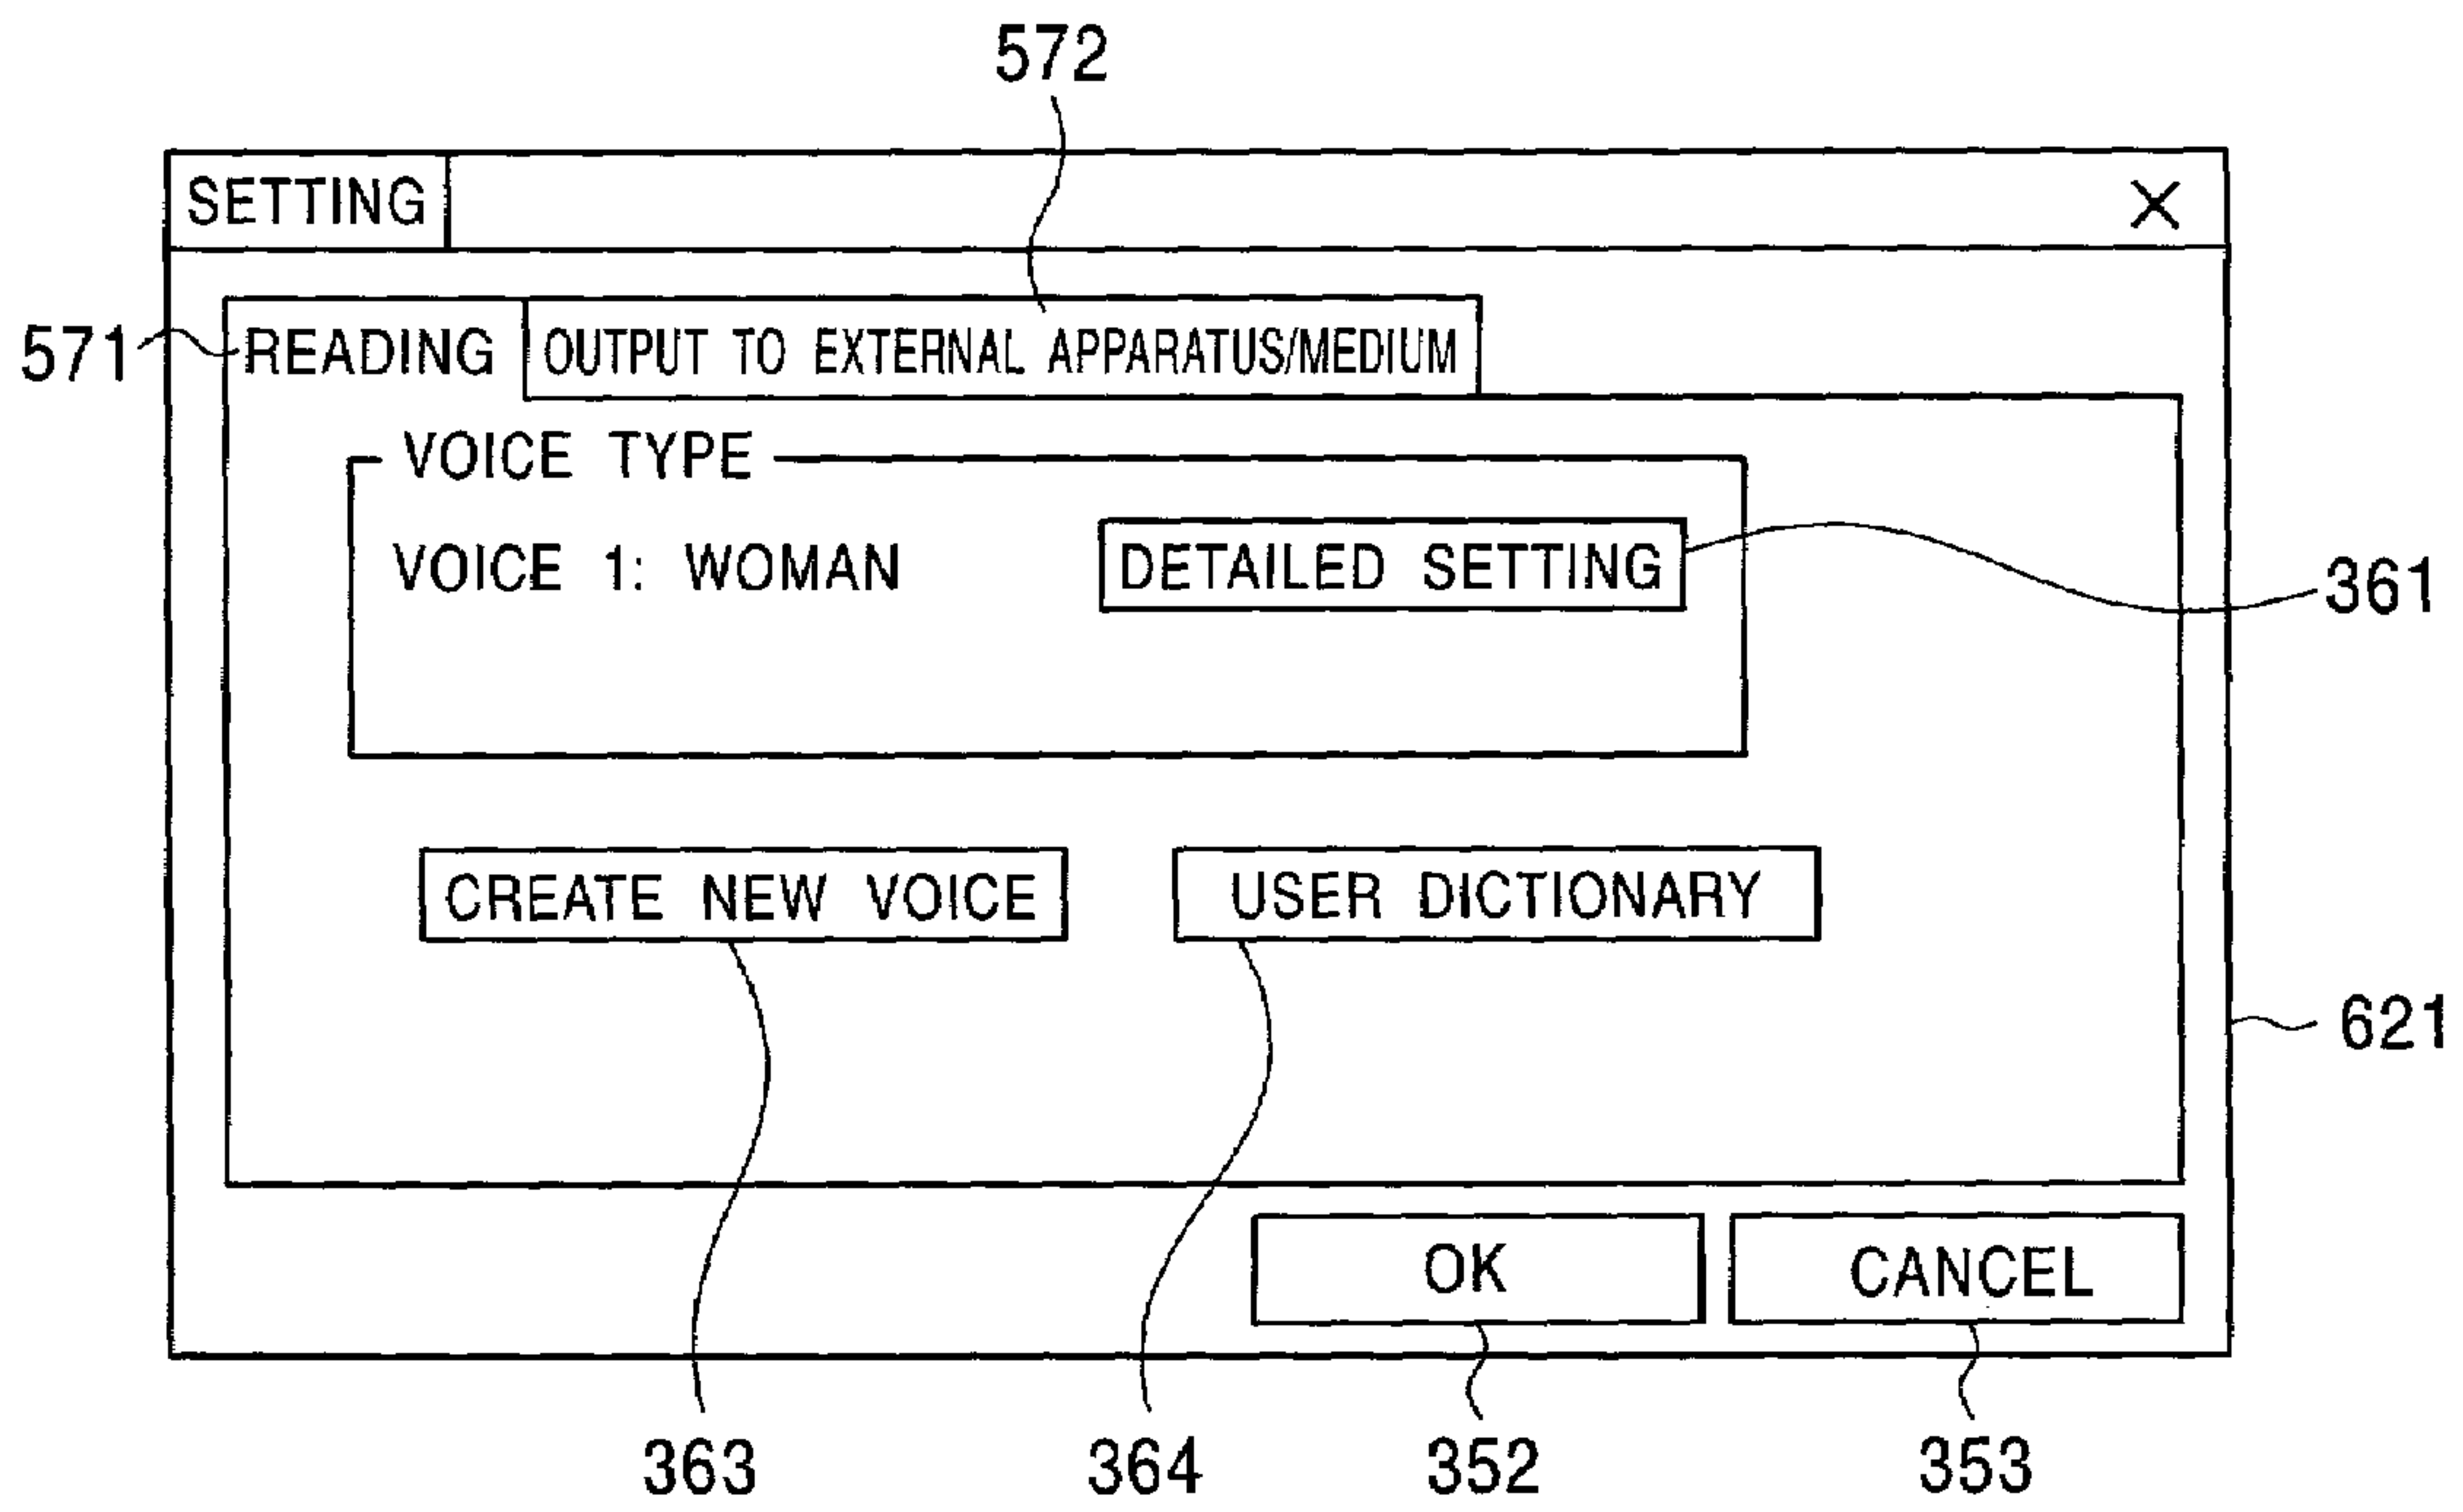 572
SETTING X
571 READING OUTPUT TO EXTERNAL APPARATUS/MEDIUM
VOICE TYPE
VOICE 1: WOMAN DETAILED SETTING
361
CREATE NEW VOICE USER DICTIONARY
621
OK CANCEL
363 364 352 353